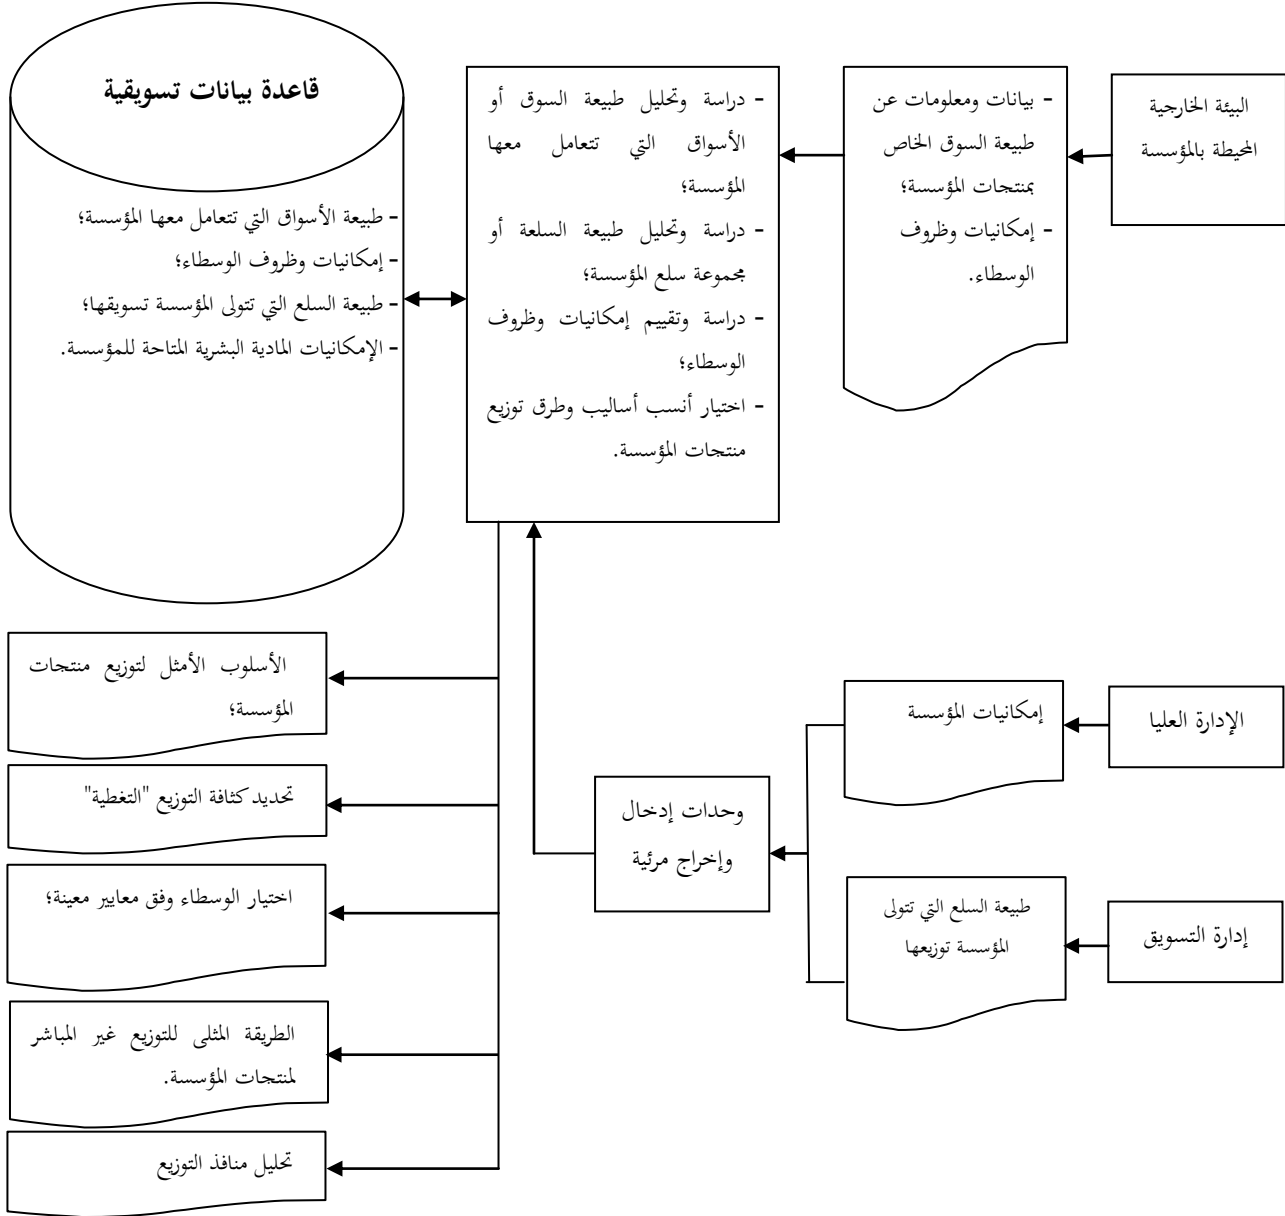 البيئة الخارجية
المحيطة بالمؤسسة
- بيانات ومعلومات عن
طبيعة السوق الخاص
بمنتجات المؤسسة؛
- إمكانيات وظروف
الوسطاء.
- دراسة وتحليل طبيعة السوق أو
الأسواق التي تتعامل معها
المؤسسة؛
- دراسة وتحليل طبيعة السلعة أو
مجموعة سلع المؤسسة؛
- دراسة وتقييم إمكانيات وظروف
الوسطاء؛
- اختيار أنسب أساليب وطرق توزيع
منتجات المؤسسة.
قاعدة بيانات تسويقية
- طبيعة الأسواق التي تتعامل معها المؤسسة؛
- إمكانيات وظروف الوسطاء؛
- طبيعة السلع التي تتولى المؤسسة تسويقها؛
- الإمكانيات المادية البشرية المتاحة للمؤسسة.
الإدارة العليا
إمكانيات المؤسسة
إدارة التسويق
طبيعة السلع التي تتولى
المؤسسة توزيعها
وحدات إدخال
وإخراج مرئية
الأسلوب الأمثل لتوزيع منتجات
المؤسسة؛
تحديد كثافة التوزيع "التغطية"
اختيار الوسطاء وفق معايير معينة؛
الطريقة المثلى للتوزيع غير المباشر
لمنتجات المؤسسة.
تحليل منافذ التوزيع